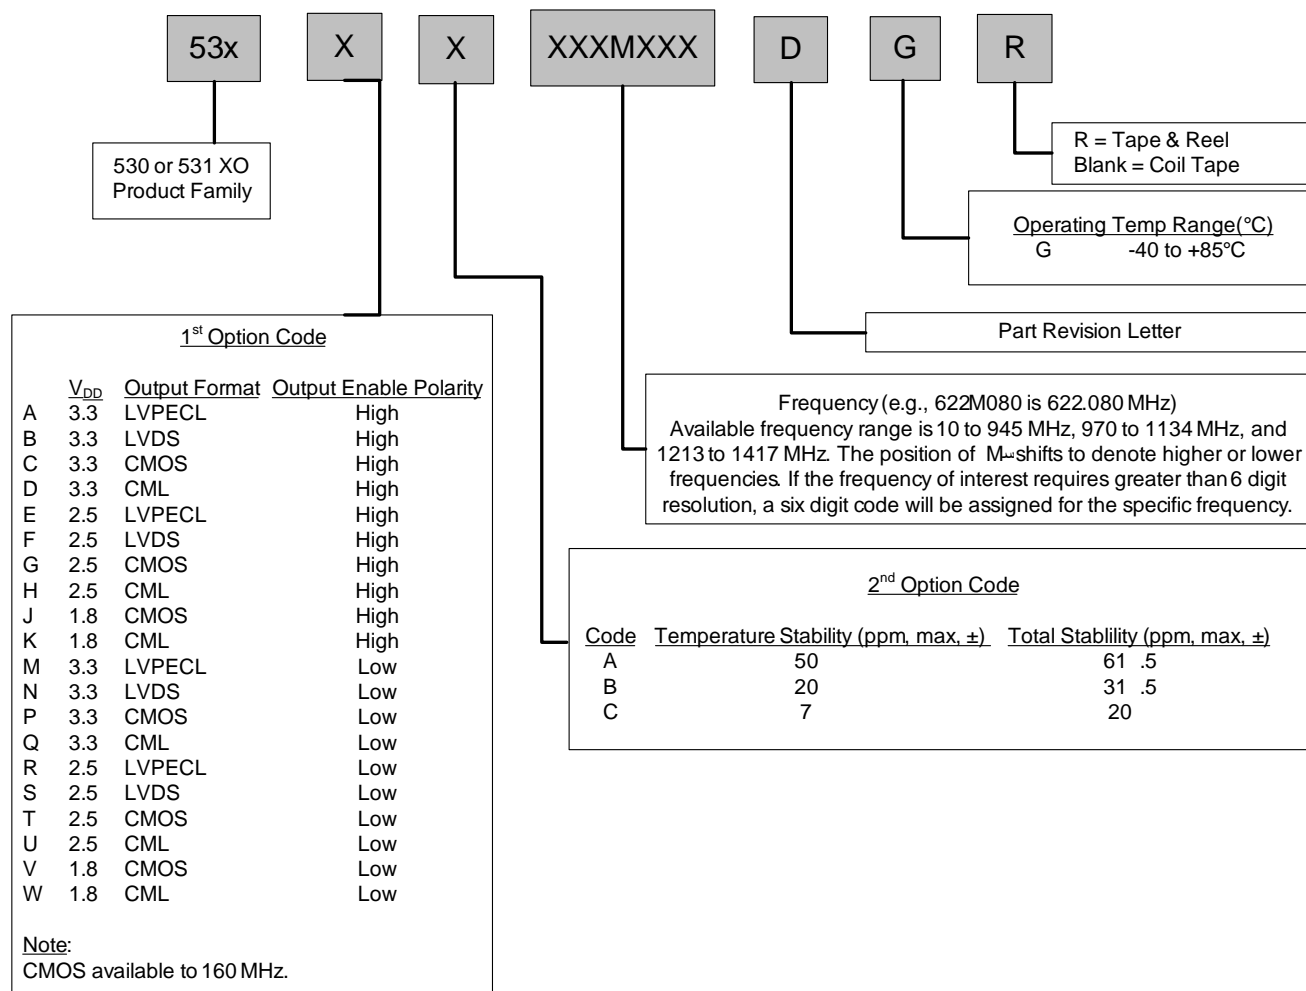 53x X X XXXMXXX D G R
530 or 531 XO
Product Family
R = Tape & Reel
Blank = Coil Tape
Operating Temp Range(°C)
G -40 to +85°C
Part Revision Letter
Frequency (e.g., 622M080 is 622.080 MHz)
Available frequency range is 10 to 945 MHz, 970 to 1134 MHz, and
1213 to 1417 MHz. The position of M shifts to denote higher or lower
frequencies. If the frequency of interest requires greater than 6 digit
resolution, a six digit code will be assigned for the specific frequency.
1st Option Code
VDD Output Format Output Enable Polarity
A 3.3 LVPECL High
B 3.3 LVDS High
C 3.3 CMOS High
D 3.3 CML High
E 2.5 LVPECL High
F 2.5 LVDS High
G 2.5 CMOS High
H 2.5 CML High
J 1.8 CMOS High
K 1.8 CML High
M 3.3 LVPECL Low
N 3.3 LVDS Low
P 3.3 CMOS Low
Q 3.3 CML Low
R 2.5 LVPECL Low
S 2.5 LVDS Low
T 2.5 CMOS Low
U 2.5 CML Low
V 1.8 CMOS Low
W 1.8 CML Low
Note:
CMOS available to 160 MHz.
2nd Option Code
Code Temperature Stability (ppm, max, ±) Total Stablility (ppm, max, ±)
A 50 61 .5
B 20 31 .5
C 7 20